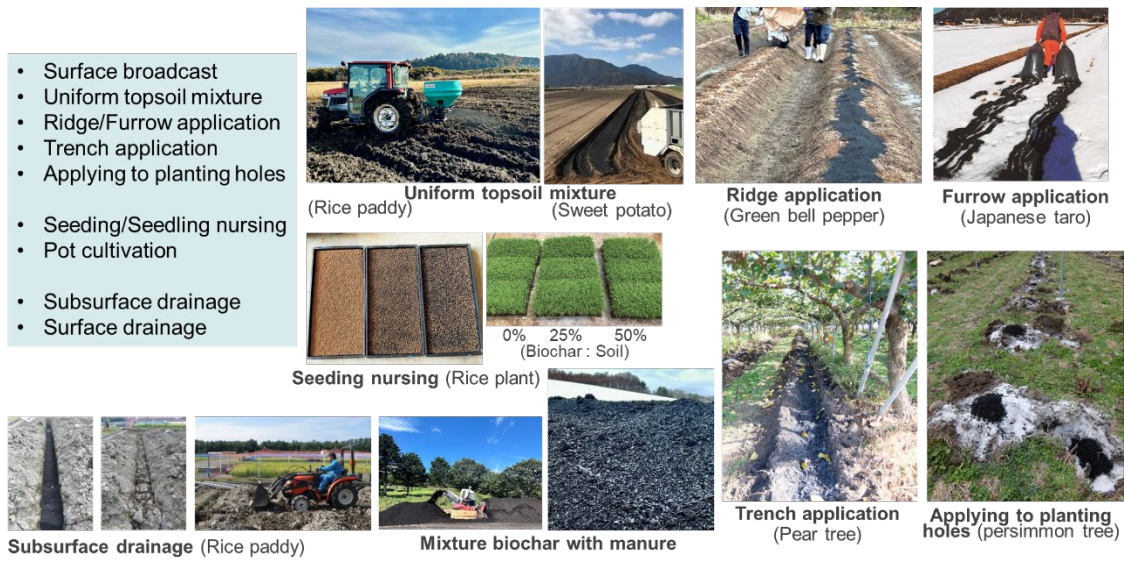 • Surface broadcast
• Uniform topsoil mixture
• Ridge/Furrow application
• Trench application
• Applying to planting holes
• Seeding/Seedling nursing
• Pot cultivation
• Subsurface drainage
• Surface drainage
Uniform topsoil mixture
(Rice paddy)
(Sweet potato)
Ridge application
(Green bell pepper)
Furrow application
(Japanese taro)
0% 25% 50%
(Biochar : Soil)
Seeding nursing (Rice plant)
Trench application
(Pear tree)
Applying to planting
holes (persimmon tree)
Subsurface drainage (Rice paddy)
Mixture biochar with manure